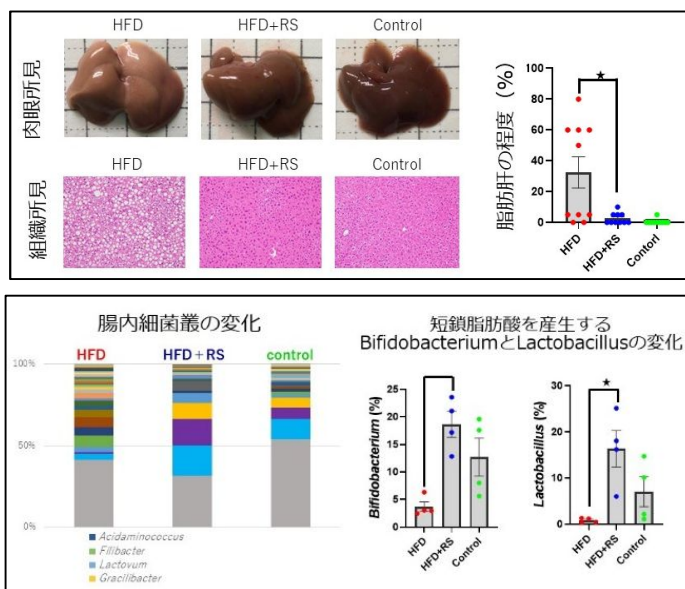 HFD HFD+RS Control
肉眼所見
HFD HFD+RS Control
組織所見
脂肪肝の程度 (%)
100
80
60
40
20
0
★
HFD HFD+RS Contorl
腸内細菌叢の変化
HFD HFD+RS control
100%
50%
0%
Acidaminococcus
Filibacter
Lactovum
Gracilibacter
短鎖脂肪酸を産生する
BifidobacteriumとLactobacillusの変化
Bifidobacterium (%)
25
20
15
10
5
0
HFD HFD+RS Control
Lactobacillus (%)
30
20
10
0
★
HFD HFD+RS Control